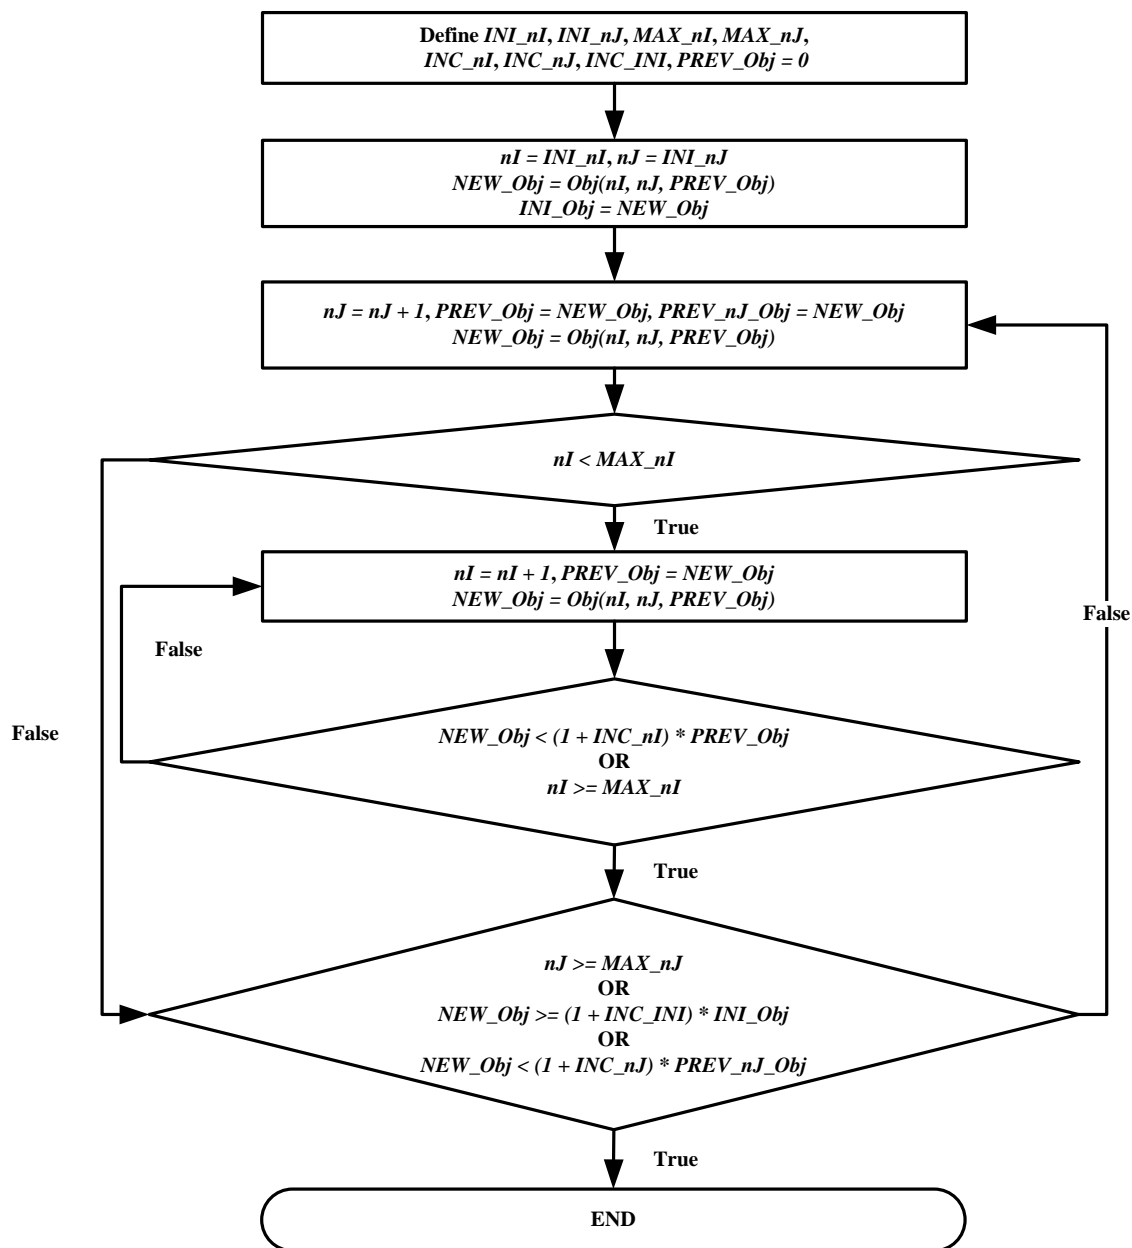 Define INI_nI, INI_nJ, MAX_nI, MAX_nJ,
INC_nI, INC_nJ, INC_INI, PREV_Obj = 0
nI = INI_nI, nJ = INI_nJ
NEW_Obj = Obj(nI, nJ, PREV_Obj)
INI_Obj = NEW_Obj
nJ = nJ + 1, PREV_Obj = NEW_Obj, PREV_nJ_Obj = NEW_Obj
NEW_Obj = Obj(nI, nJ, PREV_Obj)
nI < MAX_nI
True
nI = nI + 1, PREV_Obj = NEW_Obj
NEW_Obj = Obj(nI, nJ, PREV_Obj)
False
False
False
NEW_Obj < (1 + INC_nI) * PREV_Obj
OR
nI >= MAX_nI
True
nJ >= MAX_nJ
OR
NEW_Obj >= (1 + INC_INI) * INI_Obj
OR
NEW_Obj < (1 + INC_nJ) * PREV_nJ_Obj
True
END